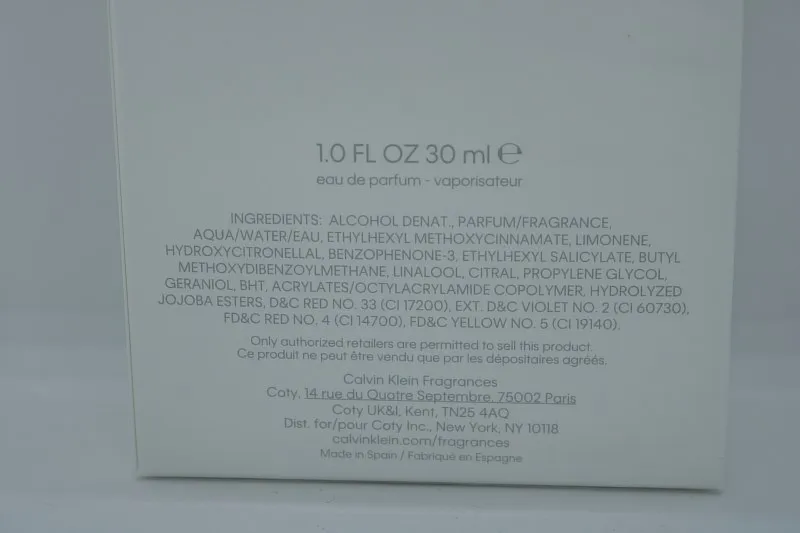 1.0 FL OZ 30 ml ℮
eau de parfum - vaporisateur
INGREDIENTS: ALCOHOL DENAT., PARFUM/FRAGRANCE,
AQUA/WATER/EAU, ETHYLHEXYL METHOXYCINNAMATE, LIMONENE,
HYDROXYCITRONELLAL, BENZOPHENONE-3, ETHYLHEXYL SALICYLATE, BUTYL
METHOXYDIBENZOYLMETHANE, LINALOOL, CITRAL, PROPYLENE GLYCOL,
GERANIOL, BHT, ACRYLATES/OCTYLACRYLAMIDE COPOLYMER, HYDROLYZED
JOJOBA ESTERS, D&C RED NO. 33 (CI 17200), EXT. D&C VIOLET NO. 2 (CI 60730),
FD&C RED NO. 4 (CI 14700), FD&C YELLOW NO. 5 (CI 19140).
Only authorized retailers are permitted to sell this product.
Ce produit ne peut être vendu que par les dépositaires agréés.
Calvin Klein Fragrances
Coty, 14 rue du Quatre Septembre, 75002 Paris
Coty UK&I, Kent, TN25 4AQ
Dist. for/pour Coty Inc., New York, NY 10118
calvinklein.com/fragrances
Made in Spain / Fabriqué en Espagne